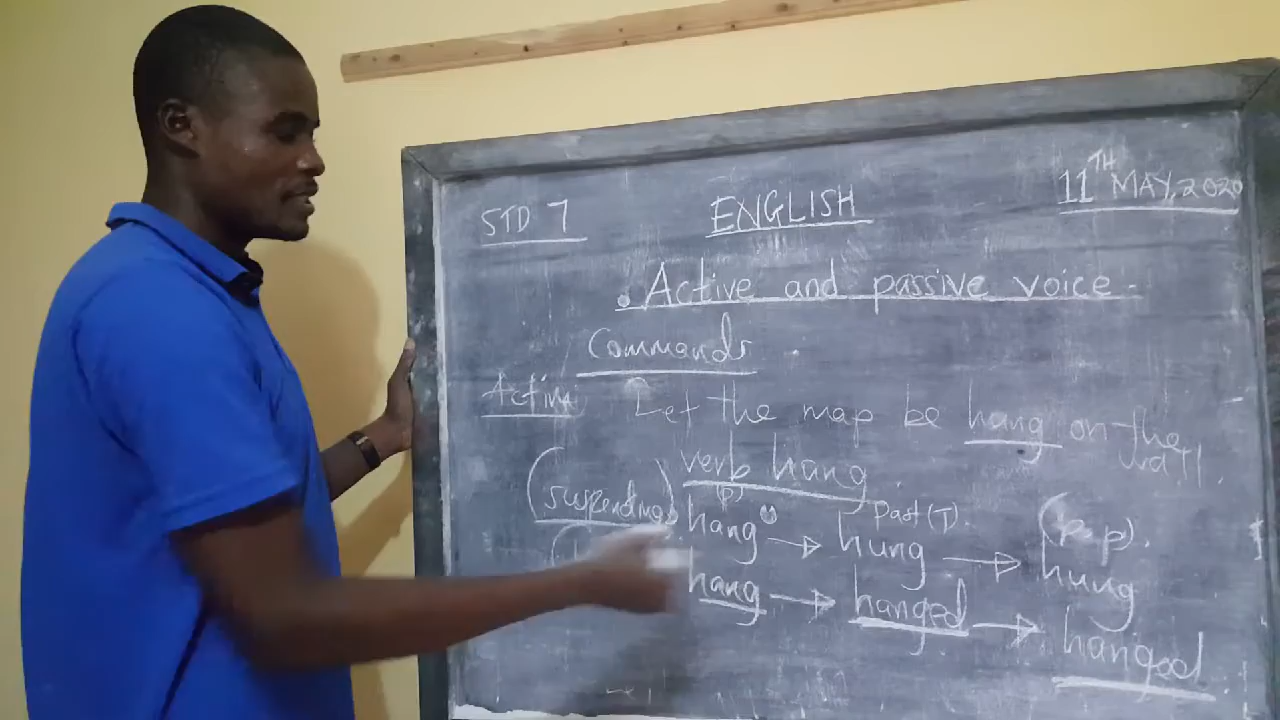 STD 7 ENGLISH 11TH MAY, 2020
. Active and passive voice.
Commands
Active Let the map be hang on the
wall.
verb hang.
(suspending) (p) Past (T). (p.p).
hang → hung → hung
hang → hanged → hanged